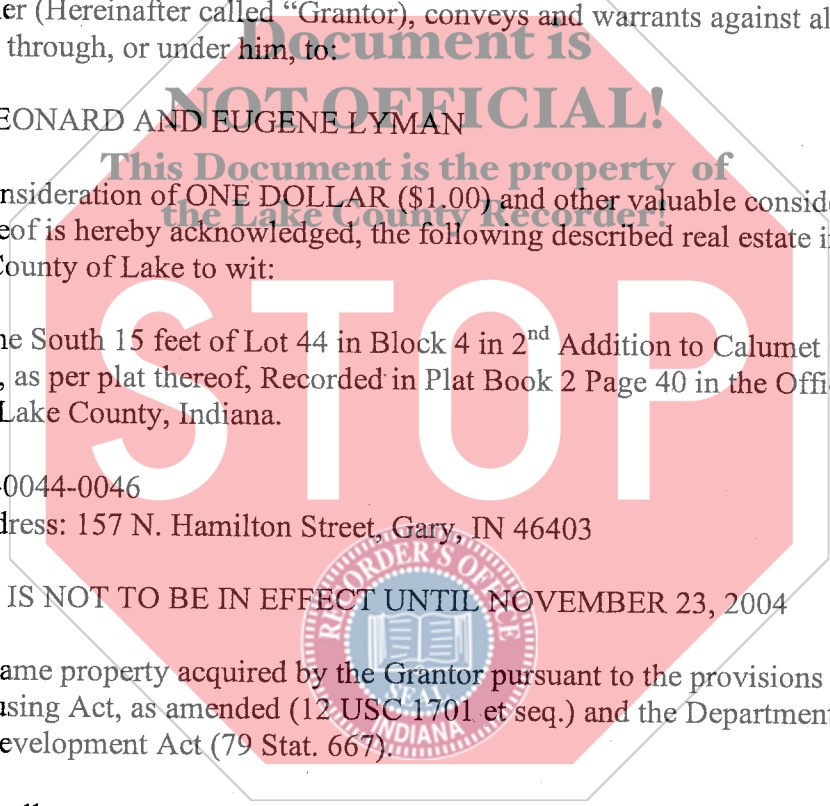 er (Hereinafter called “Grantor), conveys and warrants against al
through, or under him, to:
Document is
NOT OFFICIAL!
EONARD AND EUGENE LYMAN
This Document is the property of
the Lake County Recorder!
nsideration of ONE DOLLAR ($1.00) and other valuable conside
eof is hereby acknowledged, the following described real estate i
County of Lake to wit:
STOP
ne South 15 feet of Lot 44 in Block 4 in 2nd Addition to Calumet
, as per plat thereof, Recorded in Plat Book 2 Page 40 in the Offi
Lake County, Indiana.
-0044-0046
dress: 157 N. Hamilton Street, Gary, IN 46403
RECORDER'S OFFICE
SEAL
INDIANA
IS NOT TO BE IN EFFECT UNTIL NOVEMBER 23, 2004
ame property acquired by the Grantor pursuant to the provisions
using Act, as amended (12 USC 1701 et seq.) and the Department
evelopment Act (79 Stat. 667).